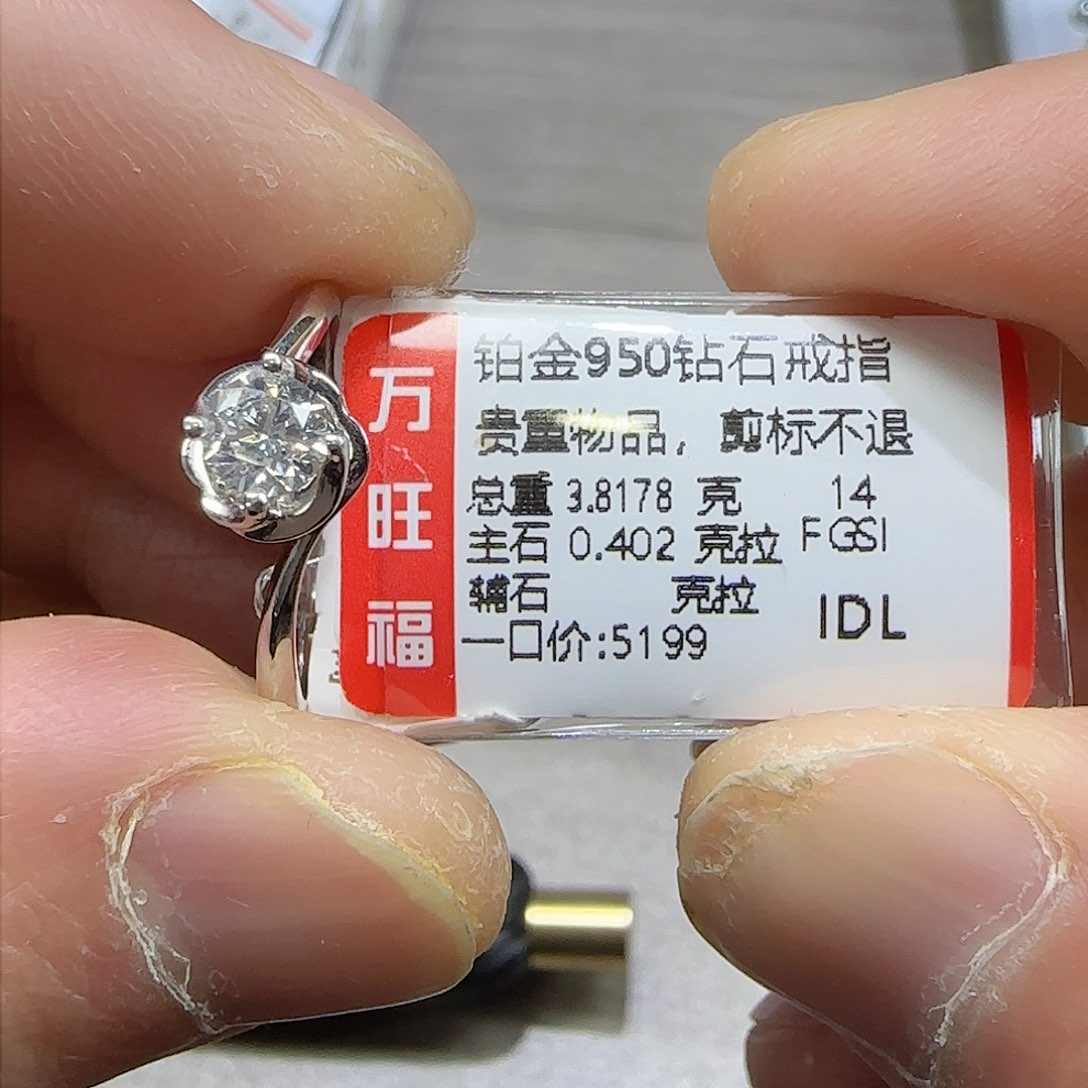 万旺福
铂金950钻石戒指
贵重物品，剪标不退
总重 3.8178 克 14
主石 0.402 克拉 FGSI
辅石 克拉
一口价:5199 IDL